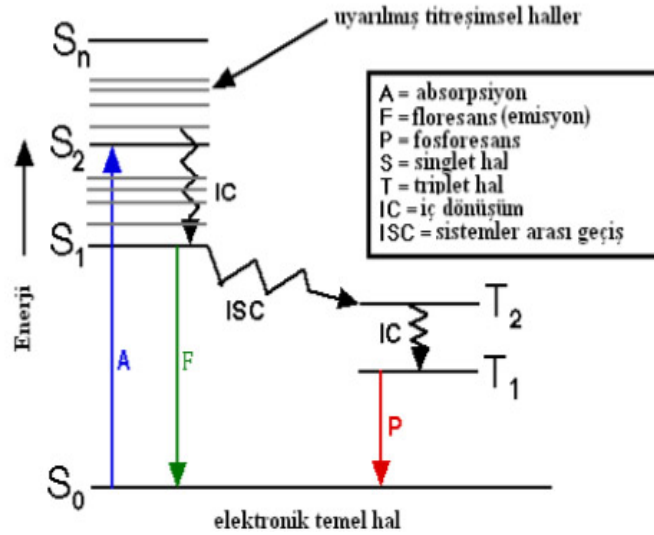 uyarılmış titreşimsel haller
Sn
A = absorpsiyon
F = floresans (emisyon)
P = fosforesans
S = singlet hal
T = triplet hal
IC = iç dönüşüm
ISC = sistemler arası geçiş
S2
IC
S1
ISC
T2
IC
T1
Enerji
A
F
P
S0
elektronik temel hal